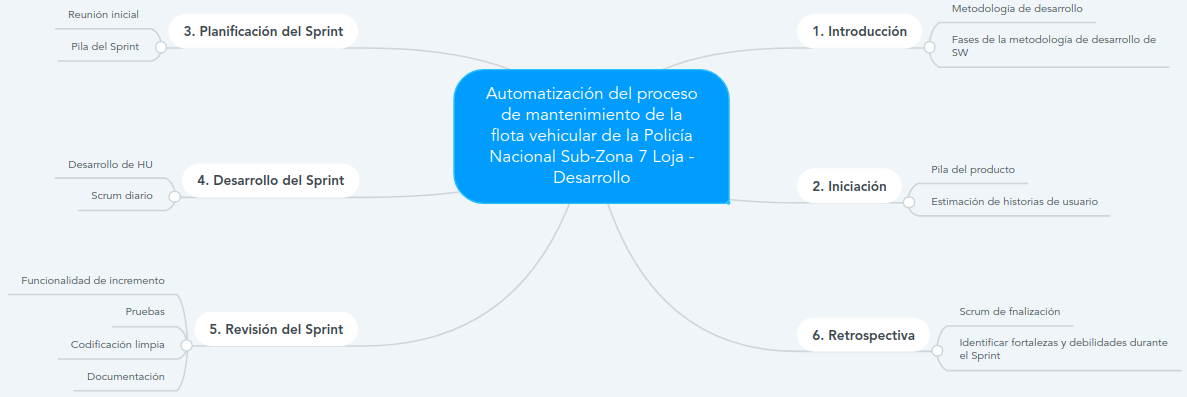 Automatización del proceso
de mantenimiento de la
flota vehicular de la Policía
Nacional Sub-Zona 7 Loja -
Desarrollo
1. Introducción
Metodología de desarrollo
Fases de la metodología de desarrollo de
SW
2. Iniciación
Pila del producto
Estimación de historias de usuario
3. Planificación del Sprint
Reunión inicial
Pila del Sprint
4. Desarrollo del Sprint
Desarrollo de HU
Scrum diario
5. Revisión del Sprint
Funcionalidad de incremento
Pruebas
Codificación limpia
Documentación
6. Retrospectiva
Scrum de fnalización
Identificar fortalezas y debilidades durante
el Sprint